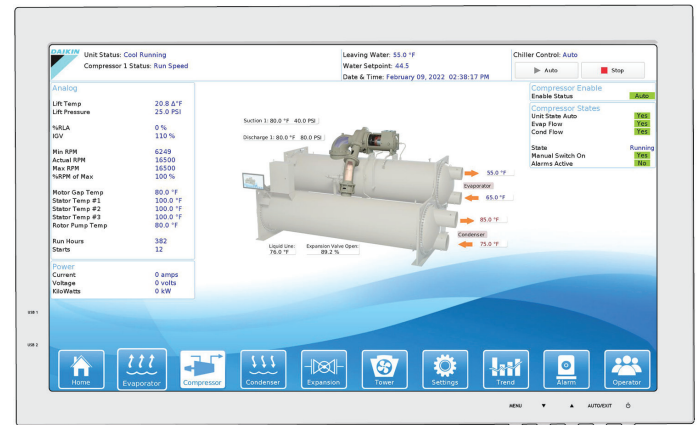 DAIKIN
Unit Status: Cool Running
Compressor 1 Status: Run Speed
Leaving Water: 55.0 °F
Water Setpoint: 44.5
Date & Time: February 09, 2022 02:38:17 PM
Chiller Control: Auto
Auto
Stop
Analog
Lift Temp 20.8 Δ°F
Lift Pressure 25.0 PSI
%RLA 0 %
IGV 110 %
Min RPM 6249
Actual RPM 16500
Max RPM 16500
%RPM of Max 100 %
Motor Gap Temp 80.0 °F
Stator Temp #1 100.0 °F
Stator Temp #2 100.0 °F
Stator Temp #3 100.0 °F
Rotor Pump Temp 80.0 °F
Run Hours 382
Starts 12
Power
Current 0 amps
Voltage 0 volts
KiloWatts 0 kW
Suction 1: 80.0 °F 40.0 PSI
Discharge 1: 80.0 °F 80.0 PSI
55.0 °F
Evaporator
65.0 °F
85.0 °F
Condenser
75.0 °F
Liquid Line: 76.0 °F
Expansion Valve Open: 89.2 %
Compressor Enable
Enable Status Auto
Compressor States
Unit State Auto Yes
Evap Flow Yes
Cond Flow Yes
State Running
Manual Switch On Yes
Alarms Active No
USB 1
USB 2
Home
Evaporator
Compressor
Condenser
Expansion
Tower
Settings
Trend
Alarm
Operator
MENU ▼ ▲ AUTO/EXIT